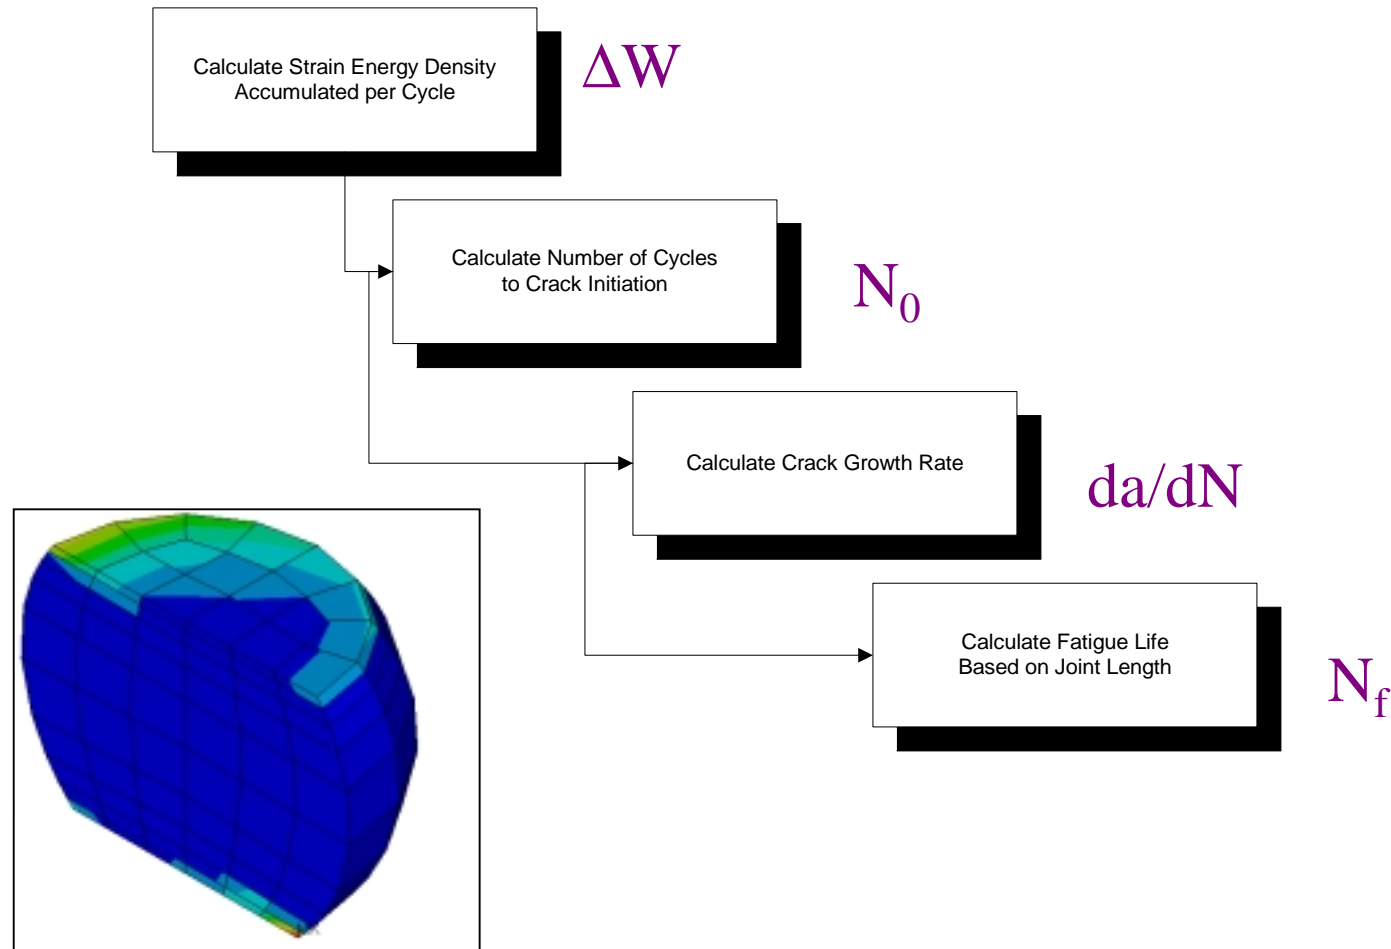 Calculate Strain Energy Density
Accumulated per Cycle
ΔW
Calculate Number of Cycles
to Crack Initiation
N₀
Calculate Crack Growth Rate
da/dN
Calculate Fatigue Life
Based on Joint Length
N_f